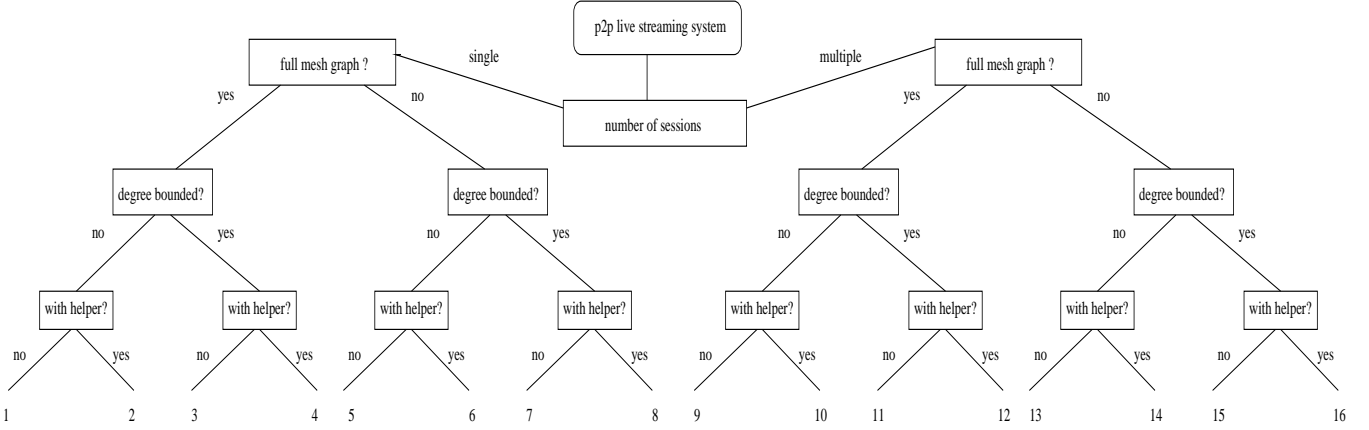 p2p live streaming system
full mesh graph ?
single
multiple
full mesh graph ?
number of sessions
yes
no
yes
no
degree bounded?
degree bounded?
degree bounded?
degree bounded?
no
yes
no
yes
no
yes
no
yes
with helper?
with helper?
with helper?
with helper?
with helper?
with helper?
with helper?
with helper?
no
yes
no
yes
no
yes
no
yes
no
yes
no
yes
no
yes
no
yes
1
2
3
4
5
6
7
8
9
10
11
12
13
14
15
16